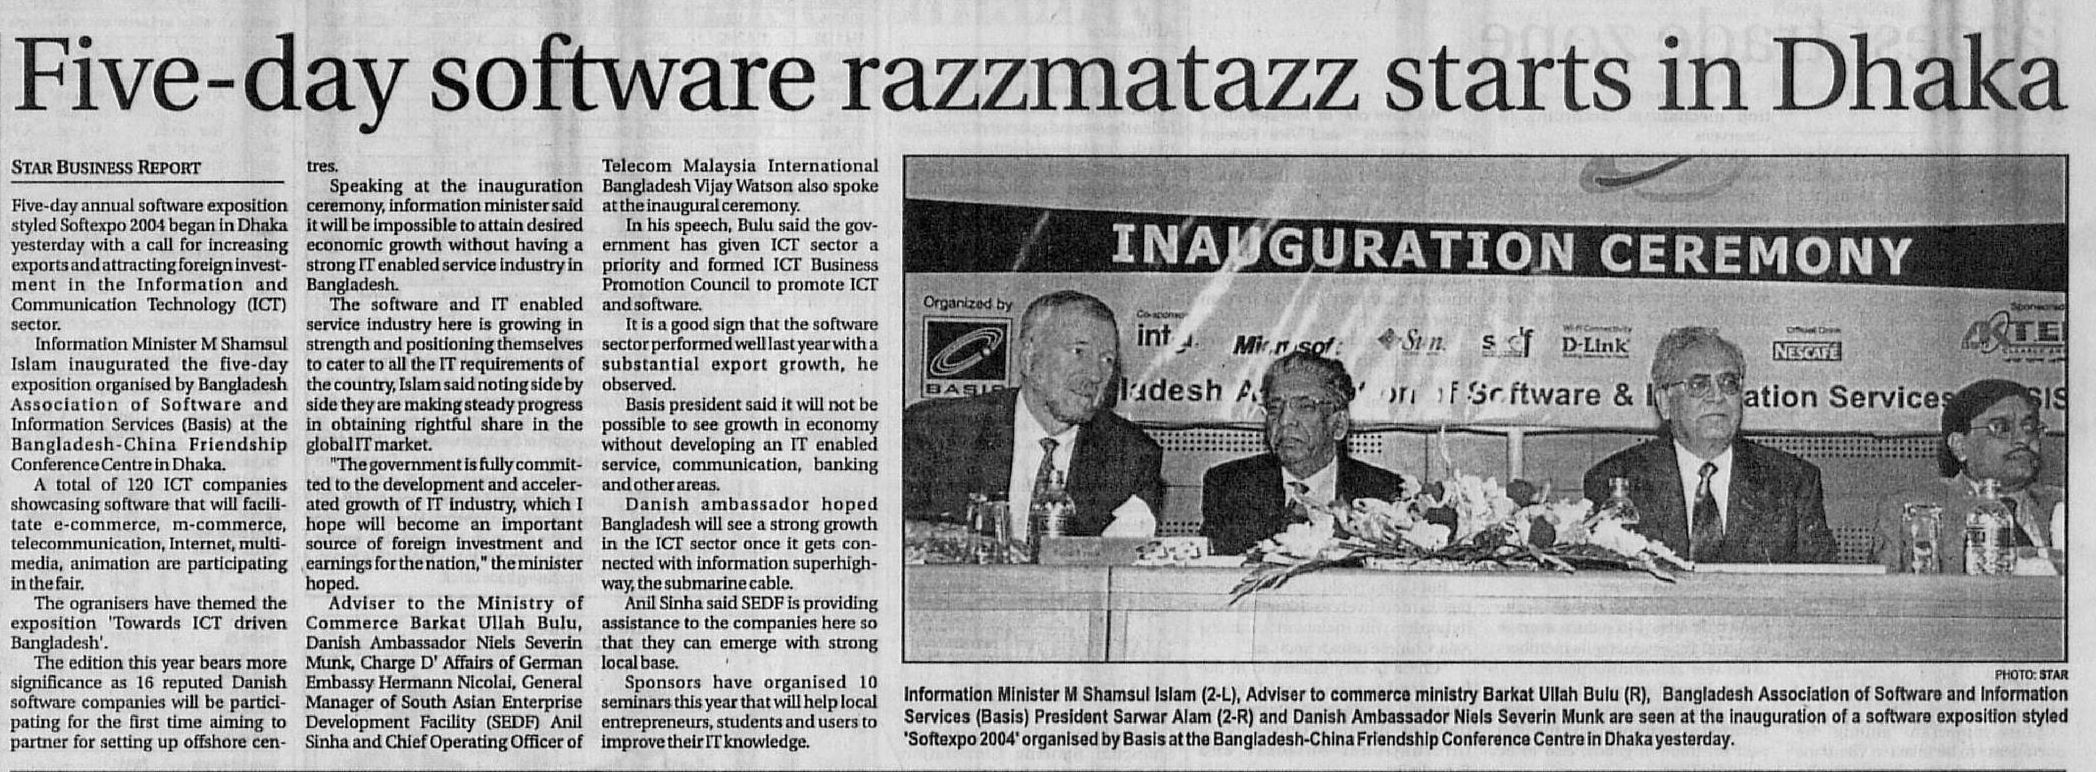 Five-day software razzmatazz starts in Dhaka
STAR BUSINESS REPORT
Five-day annual software exposition
styled Softexpo 2004 began in Dhaka
yesterday with a call for increasing
exports and attracting foreign invest-
ment in the Information and
Communication Technology (ICT)
sector.
Information Minister M Shamsul
Islam inaugurated the five-day
exposition organised by Bangladesh
Association of Software and
Information Services (Basis) at the
Bangladesh-China Friendship
Conference Centre in Dhaka.
A total of 120 ICT companies
showcasing software that will facili-
tate e-commerce, m-commerce,
telecommunication, Internet, multi-
media, animation are participating
in the fair.
The ogranisers have themed the
exposition 'Towards ICT driven
Bangladesh'.
The edition this year bears more
significance as 16 reputed Danish
software companies will be partici-
pating for the first time aiming to
partner for setting up offshore cen-
tres.
Speaking at the inauguration
ceremony, information minister said
it will be impossible to attain desired
economic growth without having a
strong IT enabled service industry in
Bangladesh.
The software and IT enabled
service industry here is growing in
strength and positioning themselves
to cater to all the IT requirements of
the country, Islam said noting side by
side they are making steady progress
in obtaining rightful share in the
global IT market.
"The government is fully commit-
ted to the development and acceler-
ated growth of IT industry, which I
hope will become an important
source of foreign investment and
earnings for the nation," the minister
hoped.
Adviser to the Ministry of
Commerce Barkat Ullah Bulu,
Danish Ambassador Niels Severin
Munk, Charge D' Affairs of German
Embassy Hermann Nicolai, General
Manager of South Asian Enterprise
Development Facility (SEDF) Anil
Sinha and Chief Operating Officer of
Telecom Malaysia International
Bangladesh Vijay Watson also spoke
at the inaugural ceremony.
In his speech, Bulu said the gov-
ernment has given ICT sector a
priority and formed ICT Business
Promotion Council to promote ICT
and software.
It is a good sign that the software
sector performed well last year with a
substantial export growth, he
observed.
Basis president said it will not be
possible to see growth in economy
without developing an IT enabled
service, communication, banking
and other areas.
Danish ambassador hoped
Bangladesh will see a strong growth
in the ICT sector once it gets con-
nected with information superhigh-
way, the submarine cable.
Anil Sinha said SEDF is providing
assistance to the companies here so
that they can emerge with strong
local base.
Sponsors have organised 10
seminars this year that will help local
entrepreneurs, students and users to
improve their IT knowledge.
INAUGURATION CEREMONY
Organized by
BASIS
Microsoft
Sun
D-Link
NESCAFÉ
AKTEL
Software &
Services
PHOTO: STAR
Information Minister M Shamsul Islam (2-L), Adviser to commerce ministry Barkat Ullah Bulu (R), Bangladesh Association of Software and Information
Services (Basis) President Sarwar Alam (2-R) and Danish Ambassador Niels Severin Munk are seen at the inauguration of a software exposition styled
'Softexpo 2004' organised by Basis at the Bangladesh-China Friendship Conference Centre in Dhaka yesterday.